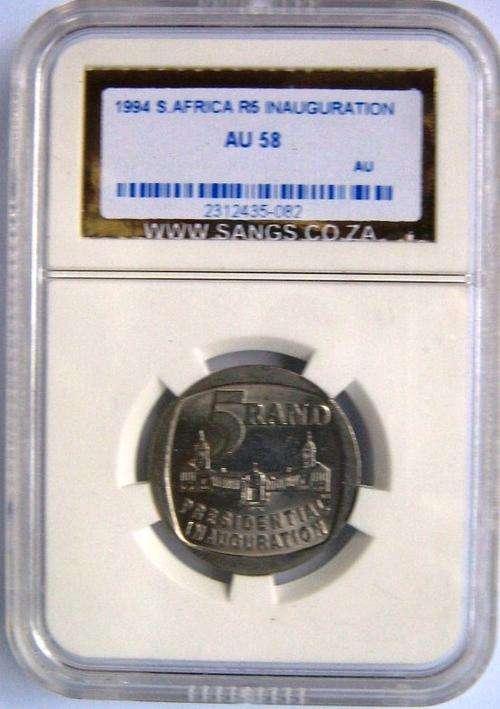 1994 S.AFRICA R5 INAUGURATION
AU 58
AU
2312435-082
WWW.SANGS.CO.ZA
5 RAND
PRESIDENTIAL
INAUGURATION